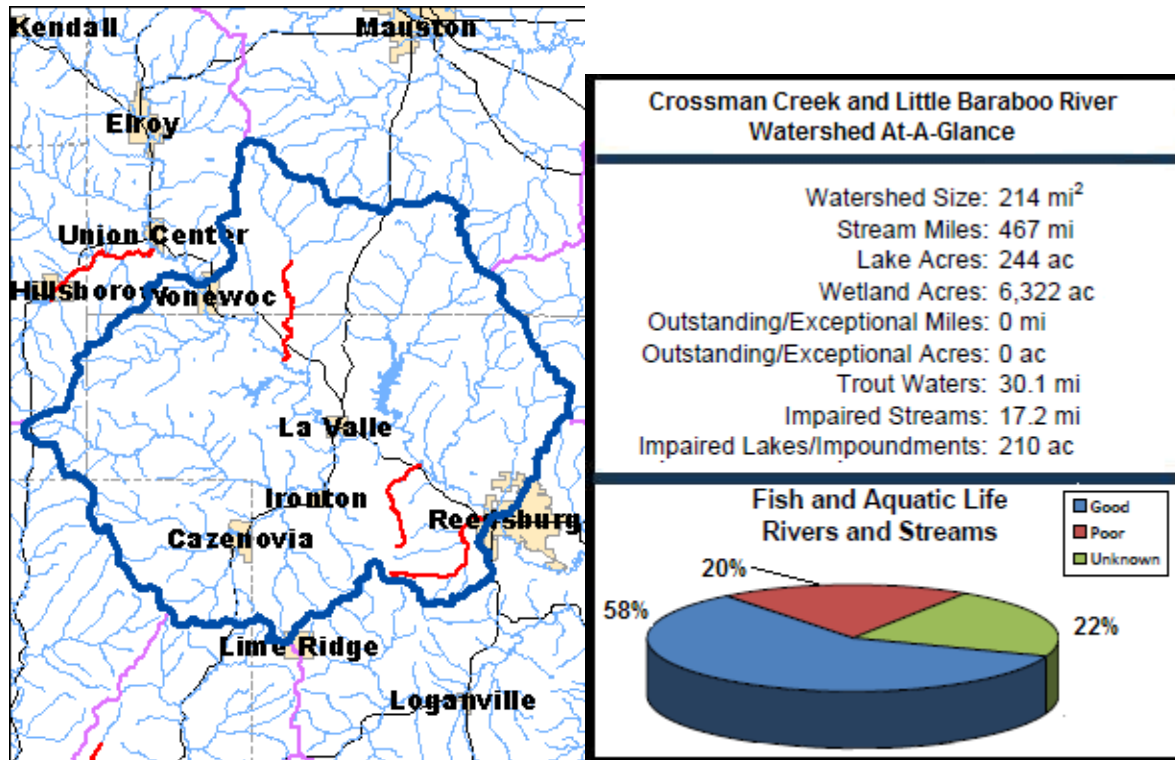 Kendall
Mauston
Elroy
Union Center
Hillsboro
Wonewoc
La Valle
Ironton
Reedsburg
Cazenovia
Lime Ridge
Loganville
Crossman Creek and Little Baraboo River
Watershed At-A-Glance
Watershed Size: 214 mi²
Stream Miles: 467 mi
Lake Acres: 244 ac
Wetland Acres: 6,322 ac
Outstanding/Exceptional Miles: 0 mi
Outstanding/Exceptional Acres: 0 ac
Trout Waters: 30.1 mi
Impaired Streams: 17.2 mi
Impaired Lakes/Impoundments: 210 ac
Fish and Aquatic Life
Rivers and Streams
Good
Poor
Unknown
20%
58%
22%